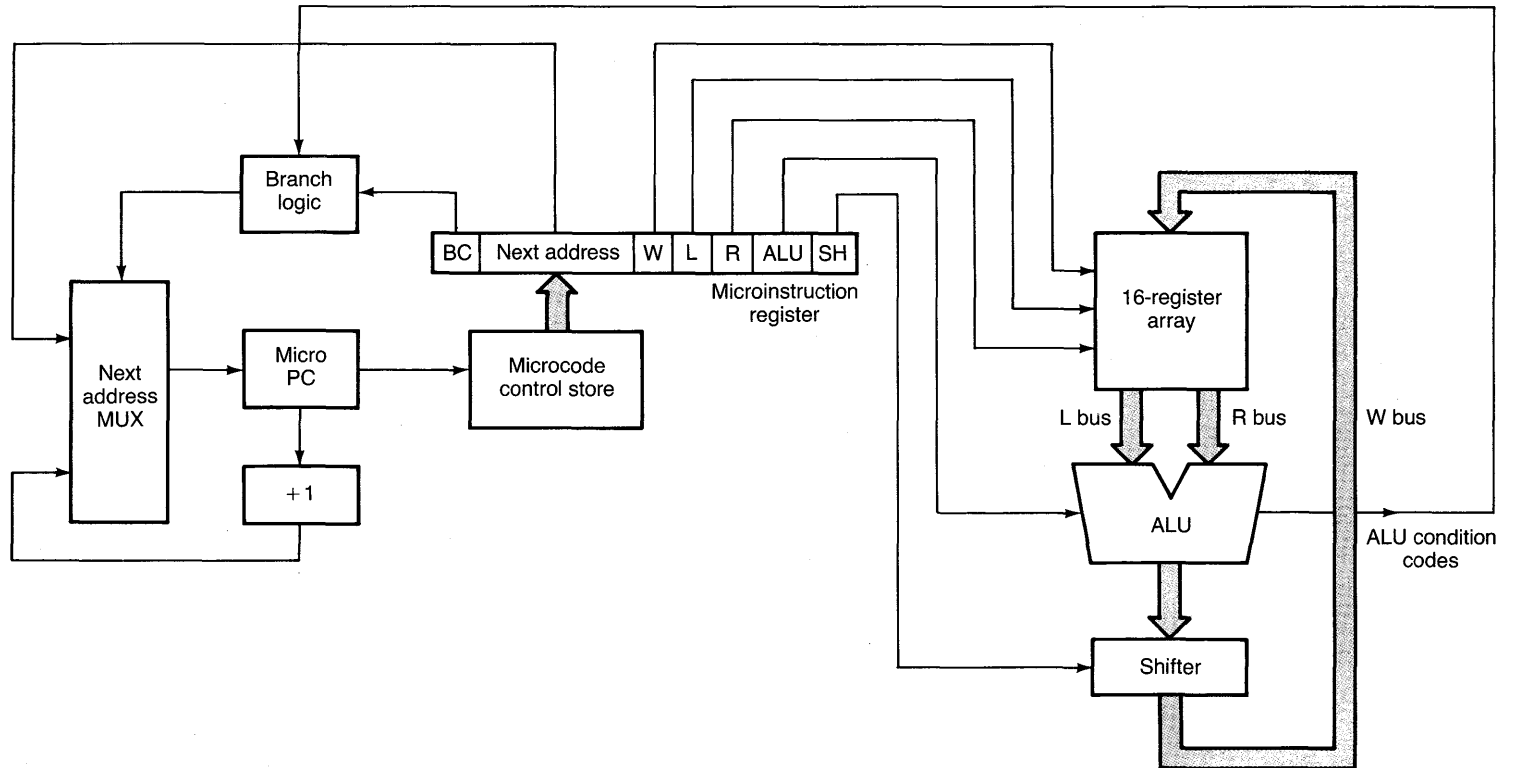 Branch
logic
BC Next address W L R ALU SH
Microinstruction
register
16-register
array
Next
address
MUX
Micro
PC
Microcode
control store
+1
L bus
R bus
W bus
ALU
ALU condition
codes
Shifter